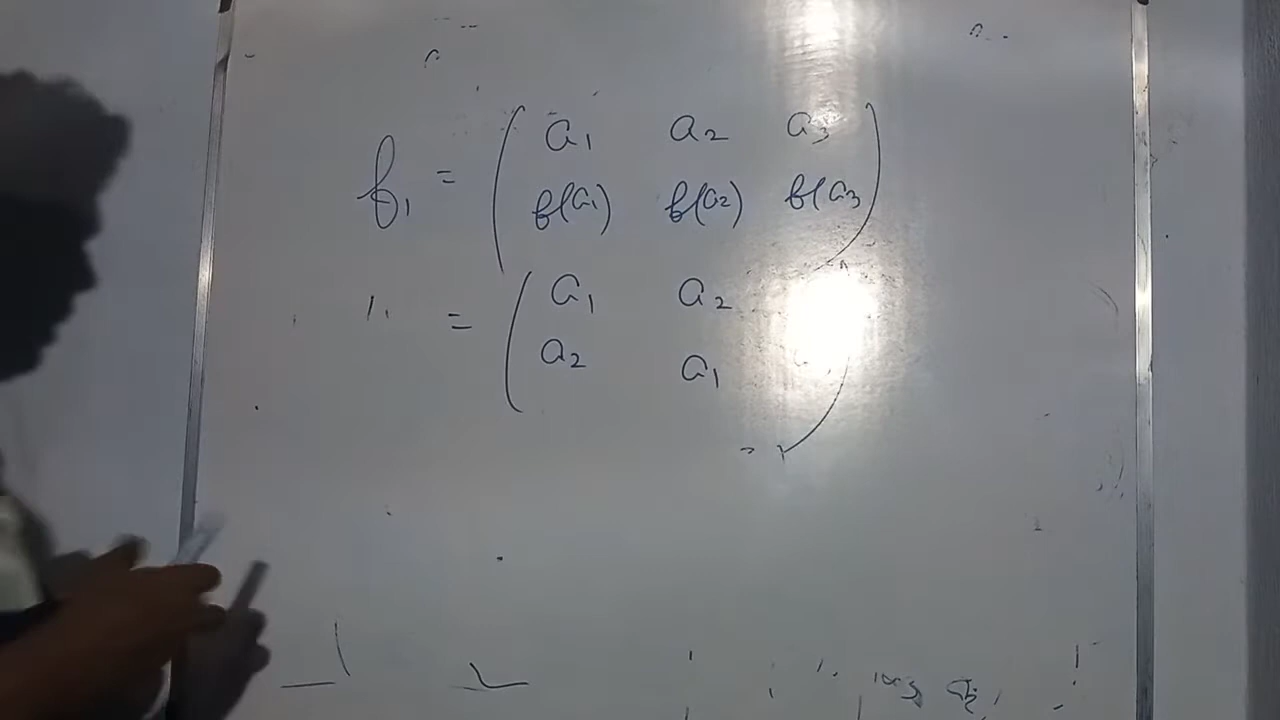 f₁ = ( a₁ a₂ a₃
f(a₁) f(a₂) f(a₃) )
= ( a₁ a₂
a₂ a₁ )